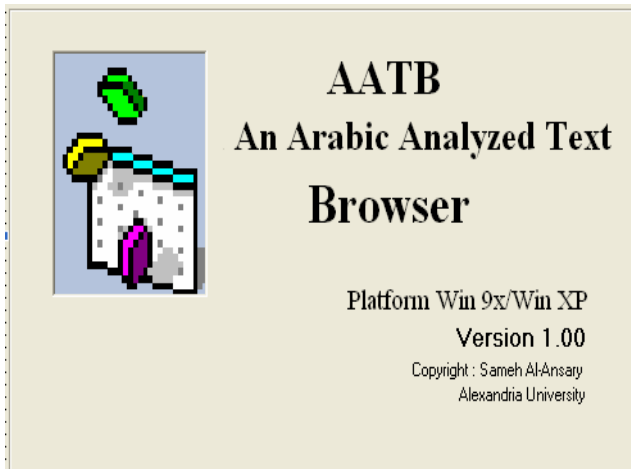 AATB
An Arabic Analyzed Text
Browser
Platform Win 9x/Win XP
Version 1.00
Copyright : Sameh Al-Ansary
Alexandria University